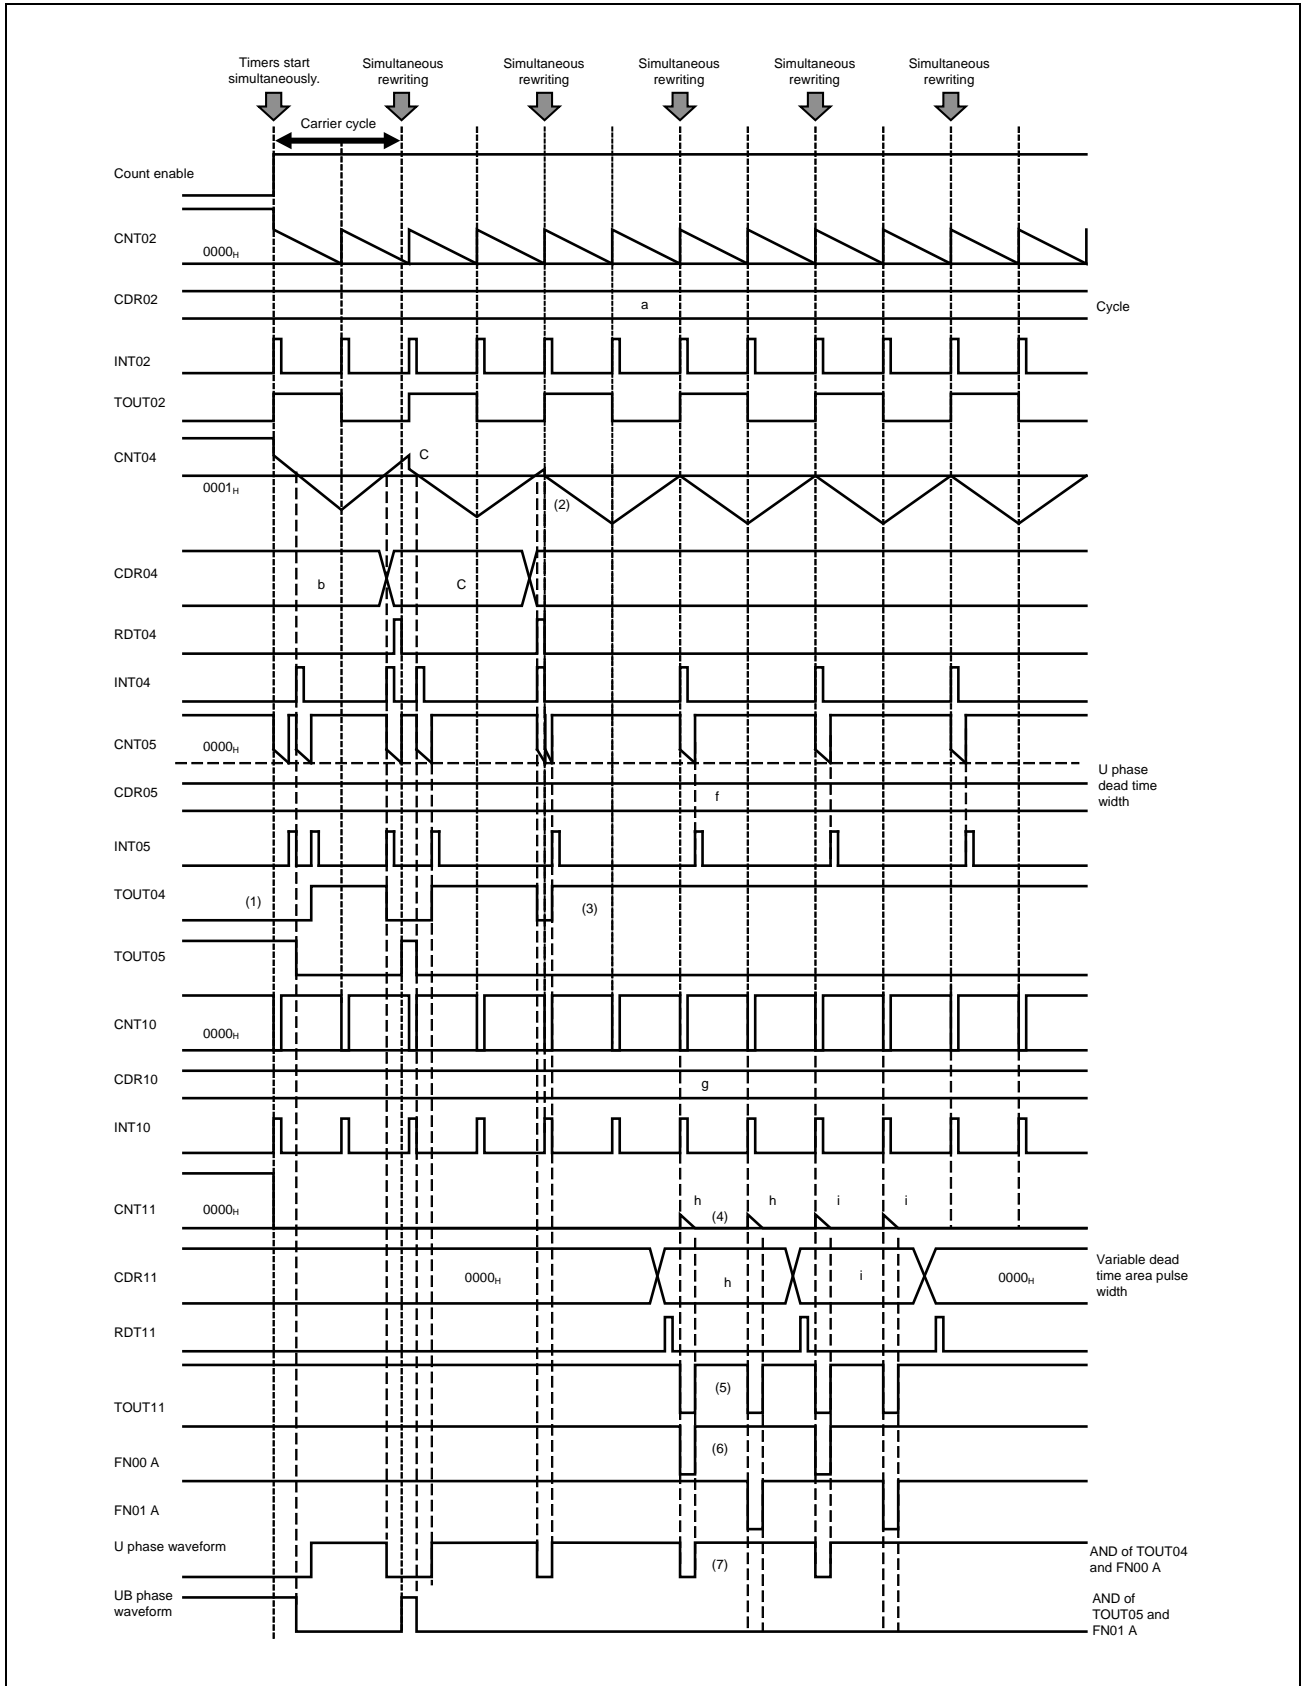 Timers start
simultaneously.
Simultaneous
rewriting
Simultaneous
rewriting
Simultaneous
rewriting
Simultaneous
rewriting
Simultaneous
rewriting
Carrier cycle
Count enable
CNT02
0000H
CDR02
a
Cycle
INT02
TOUT02
CNT04
C
0001H
(2)
CDR04
b
C
RDT04
INT04
CNT05
0000H
U phase
dead time
width
CDR05
f
INT05
TOUT04
(1)
(3)
TOUT05
CNT10
0000H
CDR10
g
INT10
CNT11
0000H
h
(4)
h
i
i
CDR11
0000H
h
i
0000H
Variable dead
time area pulse
width
RDT11
TOUT11
(5)
FN00 A
(6)
FN01 A
U phase waveform
(7)
AND of TOUT04
and FN00 A
UB phase
waveform
AND of
TOUT05 and
FN01 A